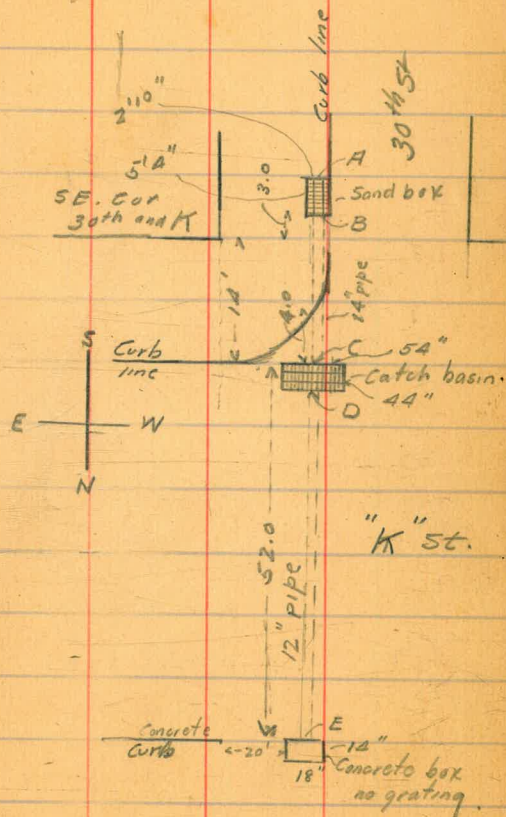 Curb line
30th St
2'10"
A
5'4"
3.0
Sand box
S.E. Cor
30th and K
B
14'
4.0
14" pipe
S
Curb
line
C
54"
Catch basin.
44"
E
W
D
N
"K" St.
52.0
12" pipe
E
Concrete
Curb
20'
14"
18"
Concrete box
no grating.